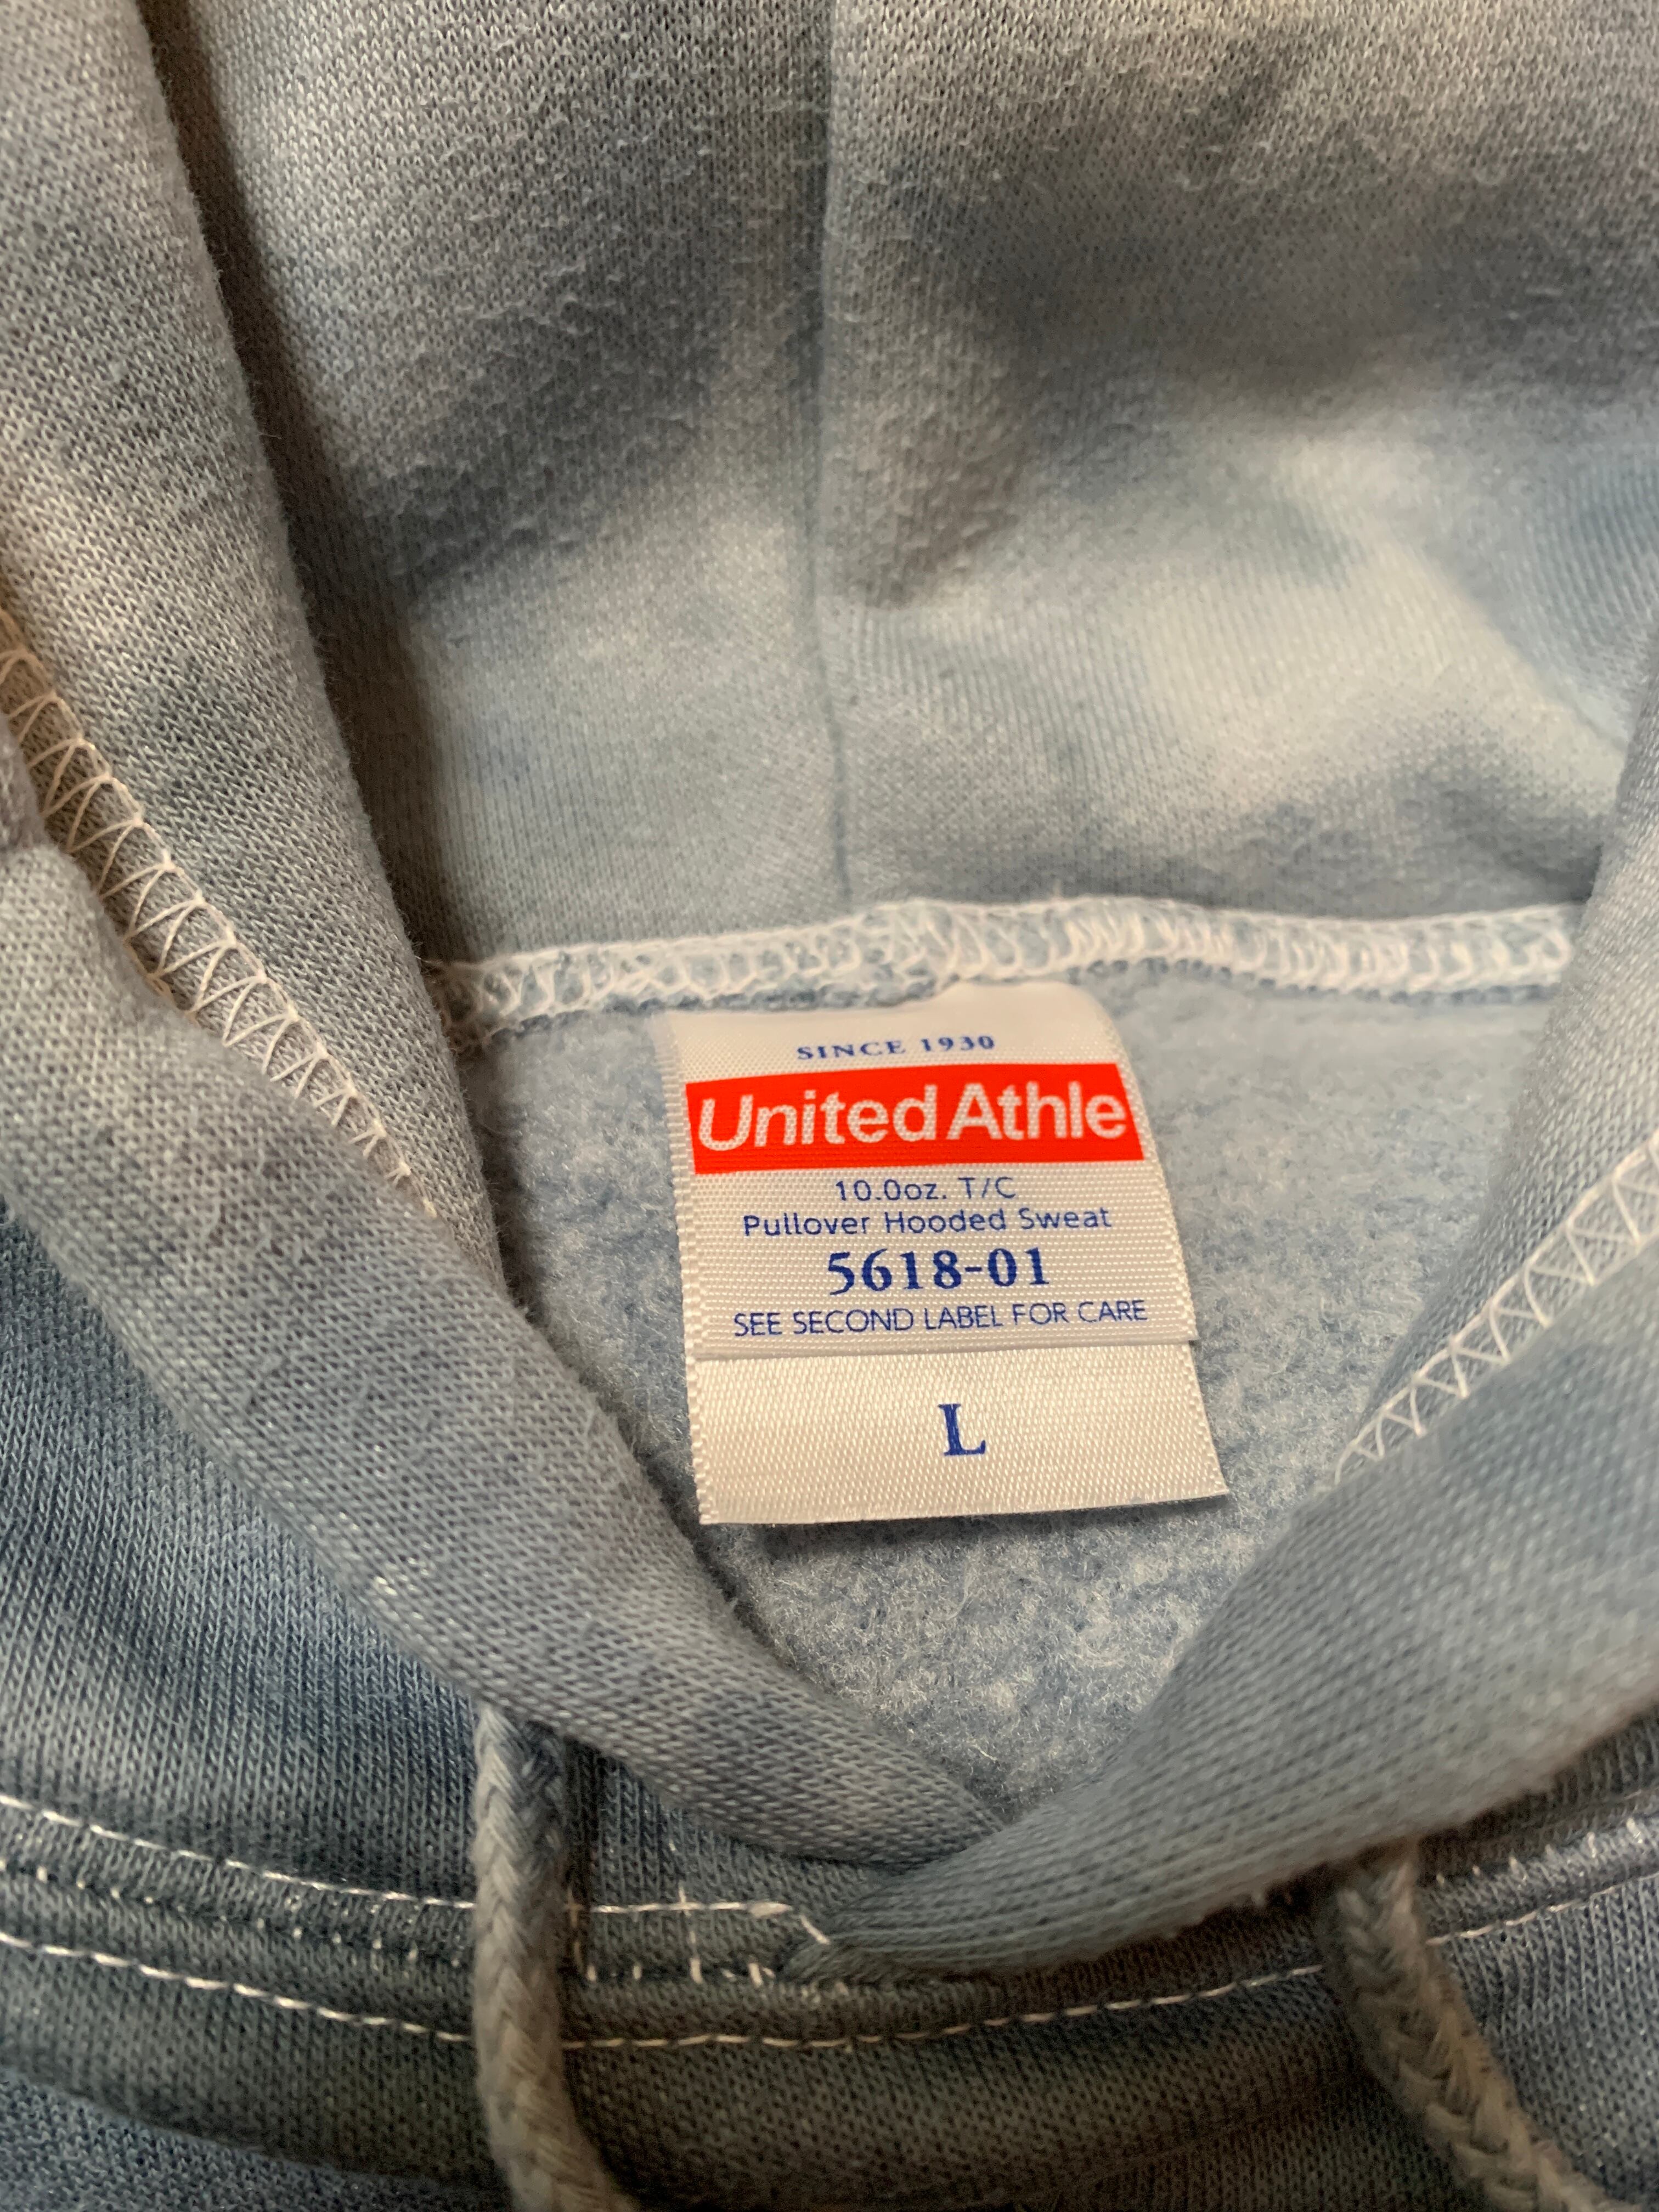 SINCE 1930
United Athle
10.0oz. T/C
Pullover Hooded Sweat
5618-01
SEE SECOND LABEL FOR CARE
L